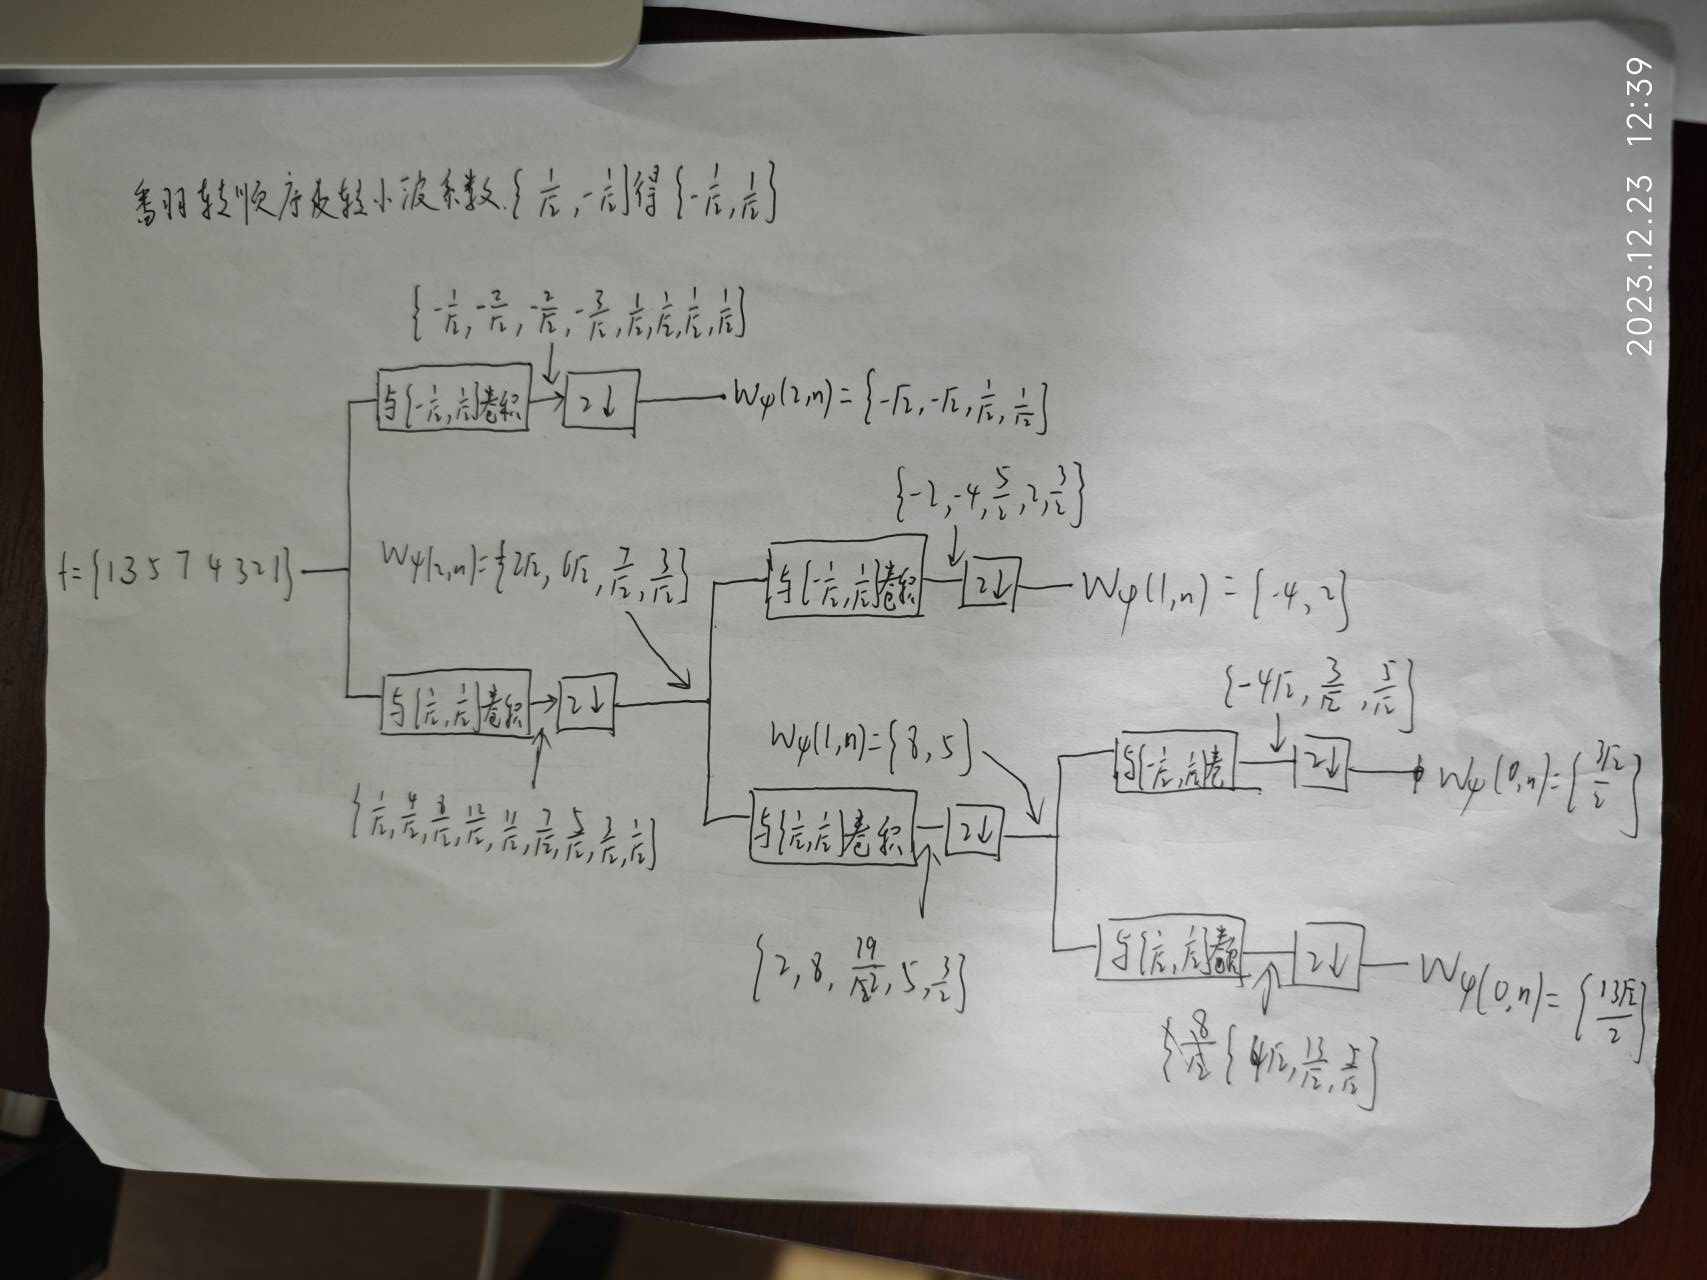 翻转顺序反转小波系数{1/√2, -1/√2}得{-1/√2, 1/√2}
{-1/√2, -2/√2, -2/√2, -3/√2, 1/√2, 1/√2, 1/√2, 1/√2}
与{-1/√2, 1/√2}卷积
2↓
Wψ(2,n)={-√2, -√2, 1/√2, 1/√2}
{-2, -4, 5/2, 2, 3/2}
f={1 3 5 7 4 3 2 1}
Wψ(2,n)={2√2, 6√2, 7/√2, 3/√2}
与{-1/√2, 1/√2}卷积
2↓
Wψ(1,n)={-4, 2}
与{1/√2, 1/√2}卷积
2↓
{-4√2, 3/√2, 5/√2}
Wψ(1,n)={8, 5}
与{-1/√2, 1/√2}卷
2↓
Wψ(0,n)={3√2/2}
{1/√2, 4/√2, 8/√2, 12/√2, 11/√2, 7/√2, 5/√2, 3/√2, 1/√2}
与{1/√2, 1/√2}卷积
2↓
{2, 8, 19/2, 5, 3/2}
与{1/√2, 1/√2}卷积
2↓
Wψ(0,n)={13√2/2}
{4√2, 13/√2, 5/√2}
2023.12.23 12:39